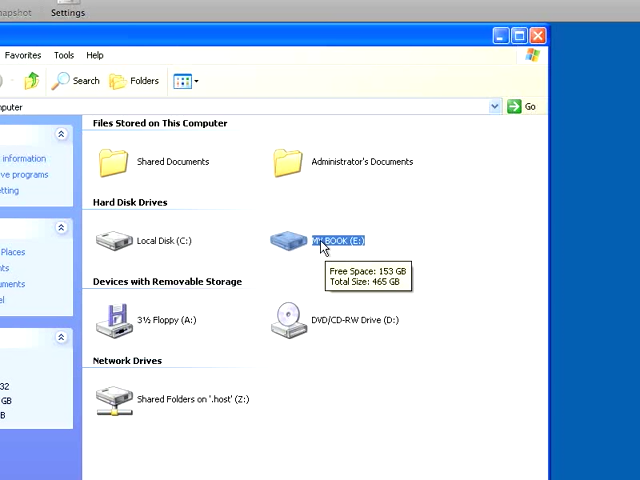 napshot Settings
Favorites Tools Help
Search Folders
mputer Go
Files Stored on This Computer
information
ve programs
etting
Shared Documents Administrator's Documents
Hard Disk Drives
Local Disk (C:) MY BOOK (E:)
Places
nts
uments
el
Free Space: 153 GB
Total Size: 465 GB
Devices with Removable Storage
3½ Floppy (A:) DVD/CD-RW Drive (D:)
Network Drives
32
GB
B
Shared Folders on '.host' (Z:)